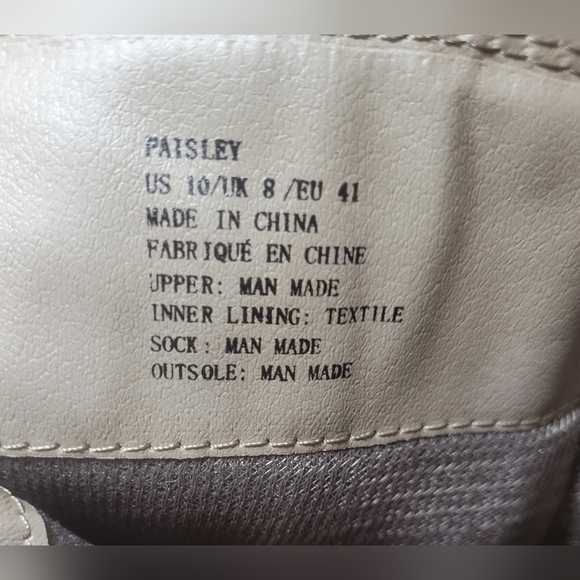 PAISLEY
US 10/UK 8 /EU 41
MADE IN CHINA
FABRIQUÉ EN CHINE
UPPER: MAN MADE
INNER LINING: TEXTILE
SOCK: MAN MADE
OUTSOLE: MAN MADE